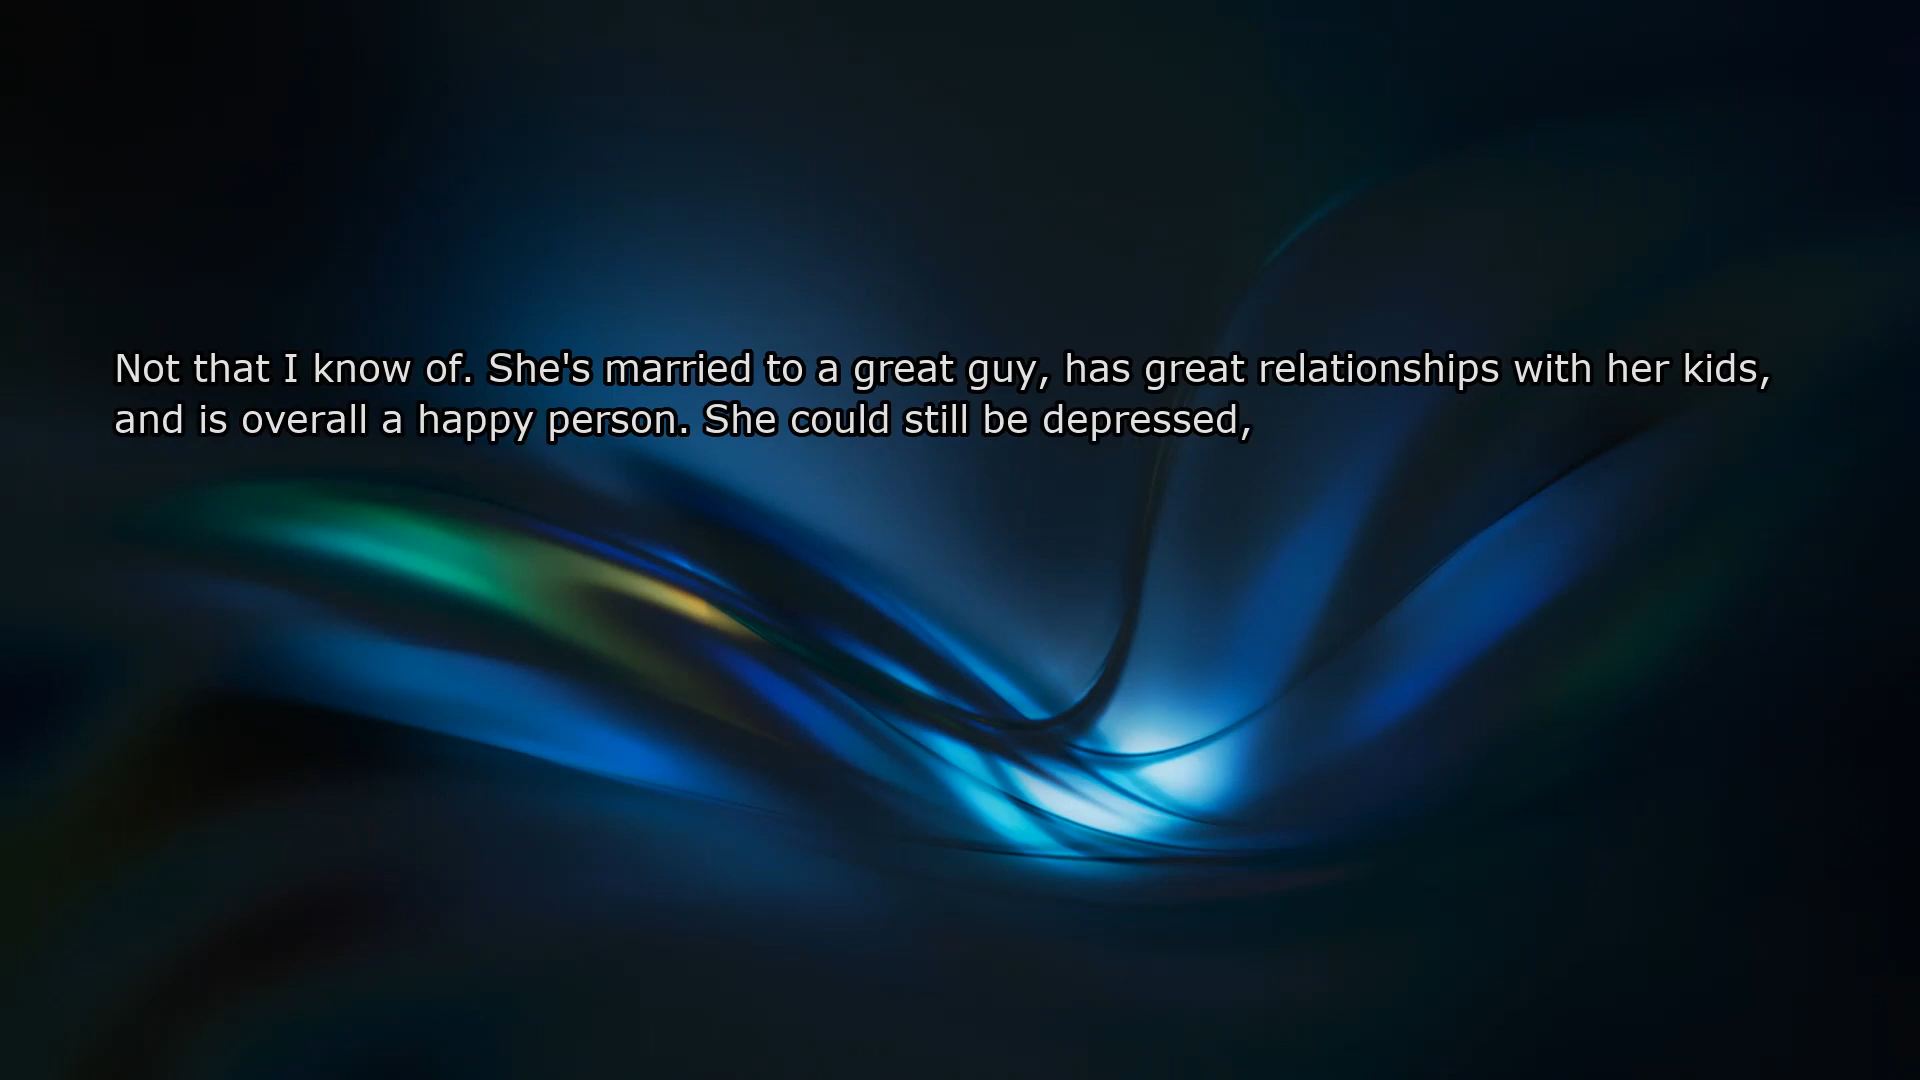 Not that I know of. She's married to a great guy, has great relationships with her kids,
and is overall a happy person. She could still be depressed,